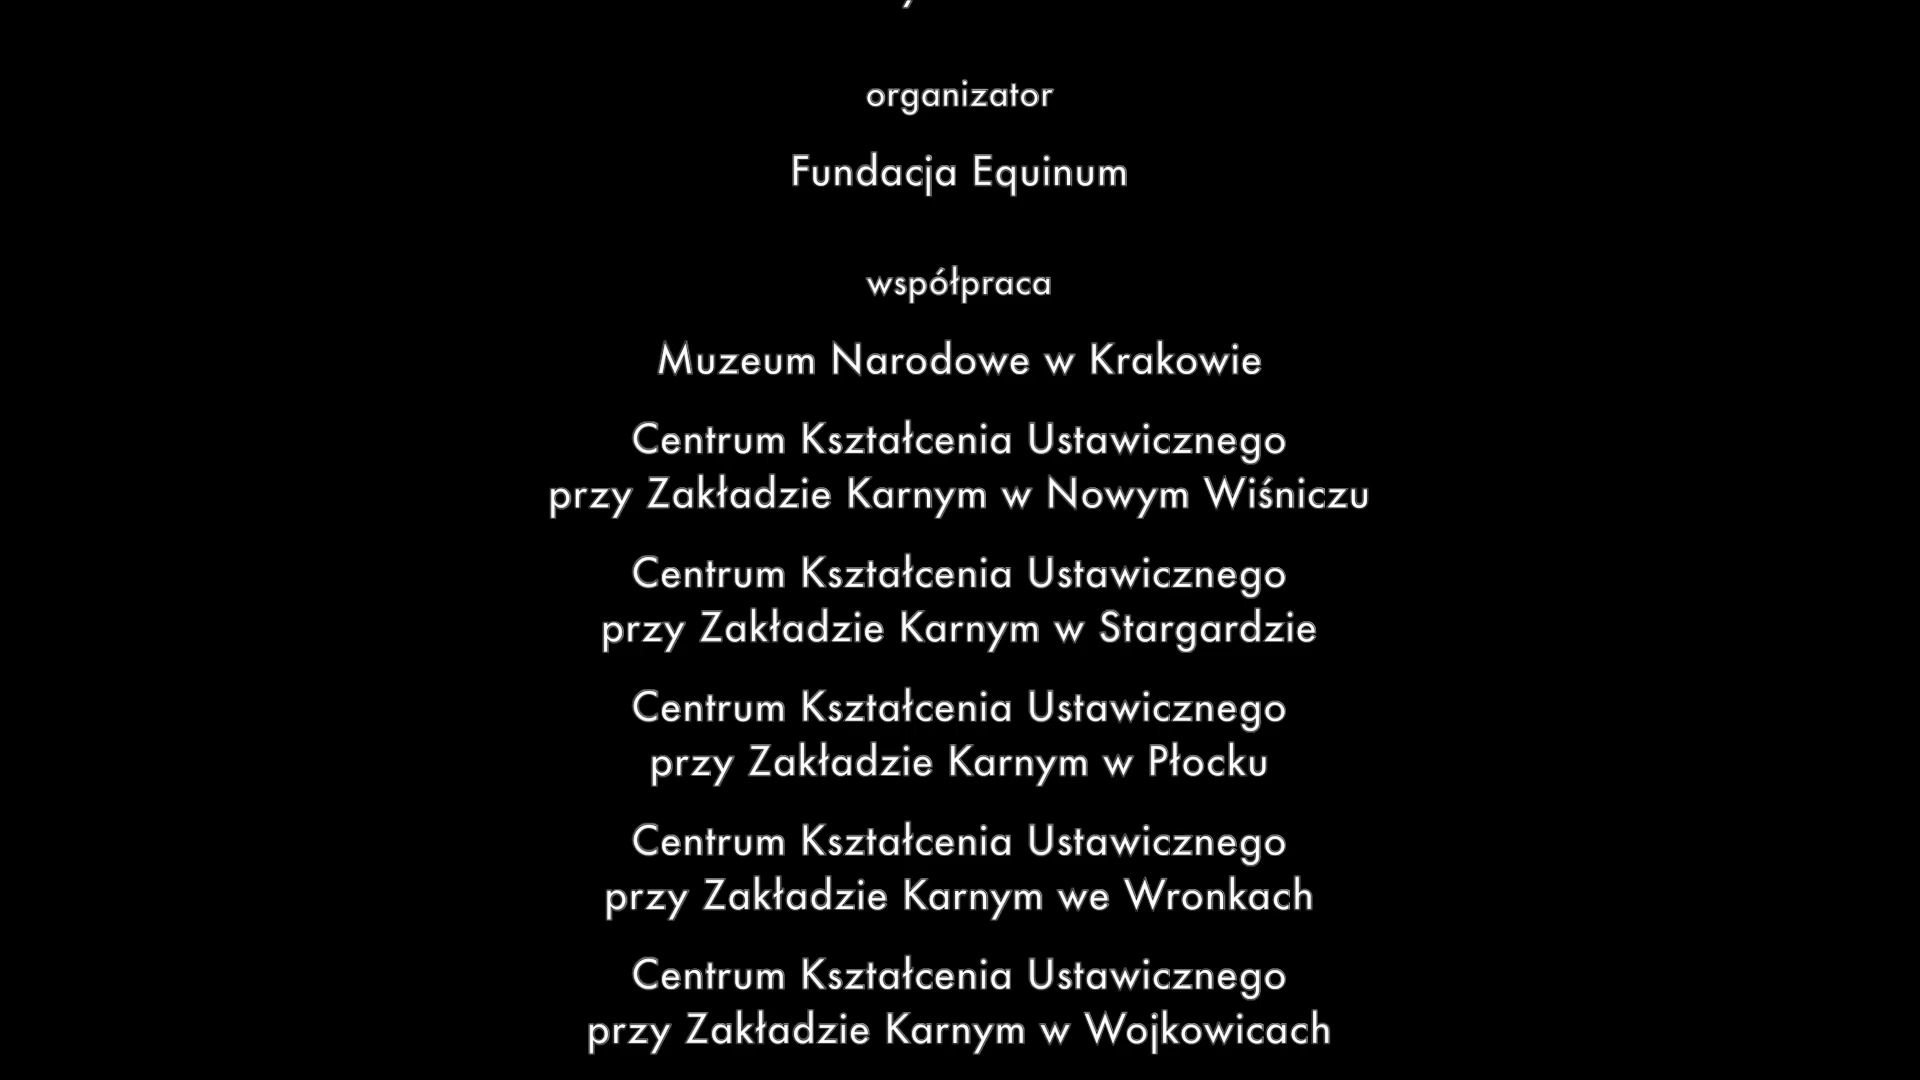 organizator
Fundacja Equinum
współpraca
Muzeum Narodowe w Krakowie
Centrum Kształcenia Ustawicznego
przy Zakładzie Karnym w Nowym Wiśniczu
Centrum Kształcenia Ustawicznego
przy Zakładzie Karnym w Stargardzie
Centrum Kształcenia Ustawicznego
przy Zakładzie Karnym w Płocku
Centrum Kształcenia Ustawicznego
przy Zakładzie Karnym we Wronkach
Centrum Kształcenia Ustawicznego
przy Zakładzie Karnym w Wojkowicach